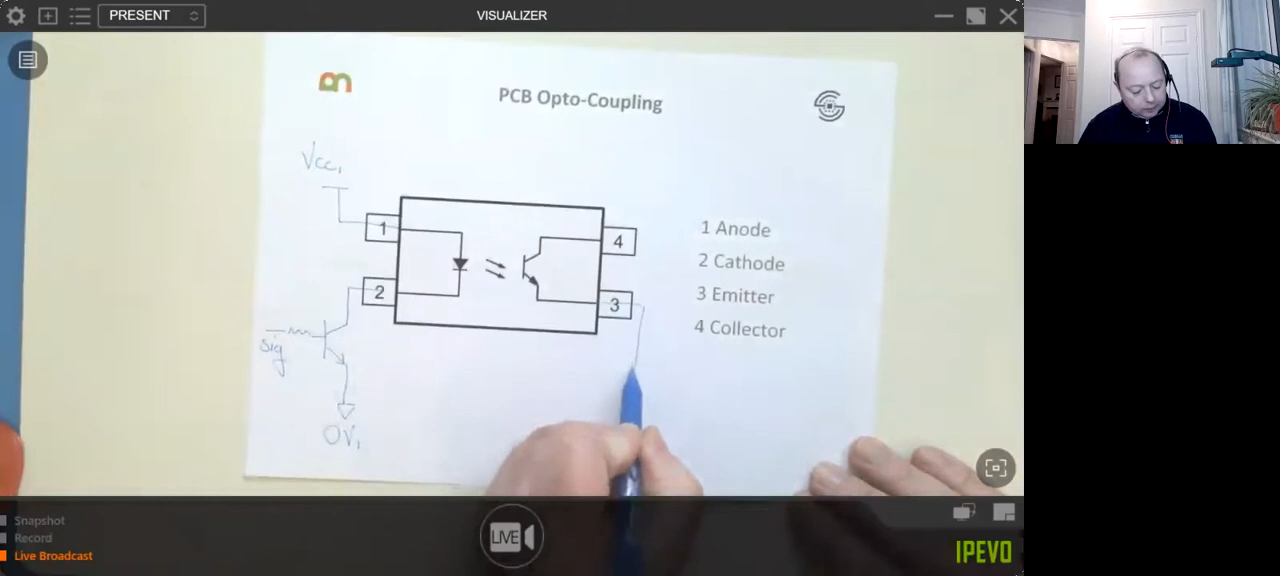 PRESENT
VISUALIZER
PCB Opto-Coupling
Vcc1
1
4
1 Anode
2 Cathode
2
3
3 Emitter
4 Collector
sig
0V1
Snapshot
Record
Live Broadcast
LIVE
IPEVO